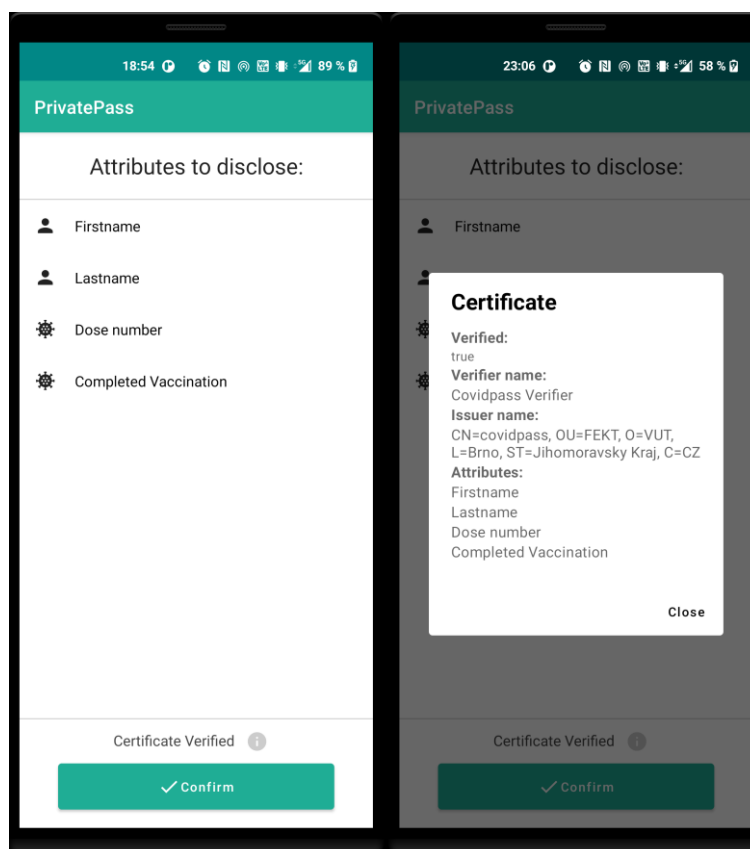 18:54 5G 89 %
PrivatePass
Attributes to disclose:
Firstname
Lastname
Dose number
Completed Vaccination
Certificate Verified
Confirm
23:06 5G 58 %
PrivatePass
Attributes to disclose:
Firstname
Certificate
Verified:
true
Verifier name:
Covidpass Verifier
Issuer name:
CN=covidpass, OU=FEKT, O=VUT,
L=Brno, ST=Jihomoravsky Kraj, C=CZ
Attributes:
Firstname
Lastname
Dose number
Completed Vaccination
Close
Certificate Verified
Confirm